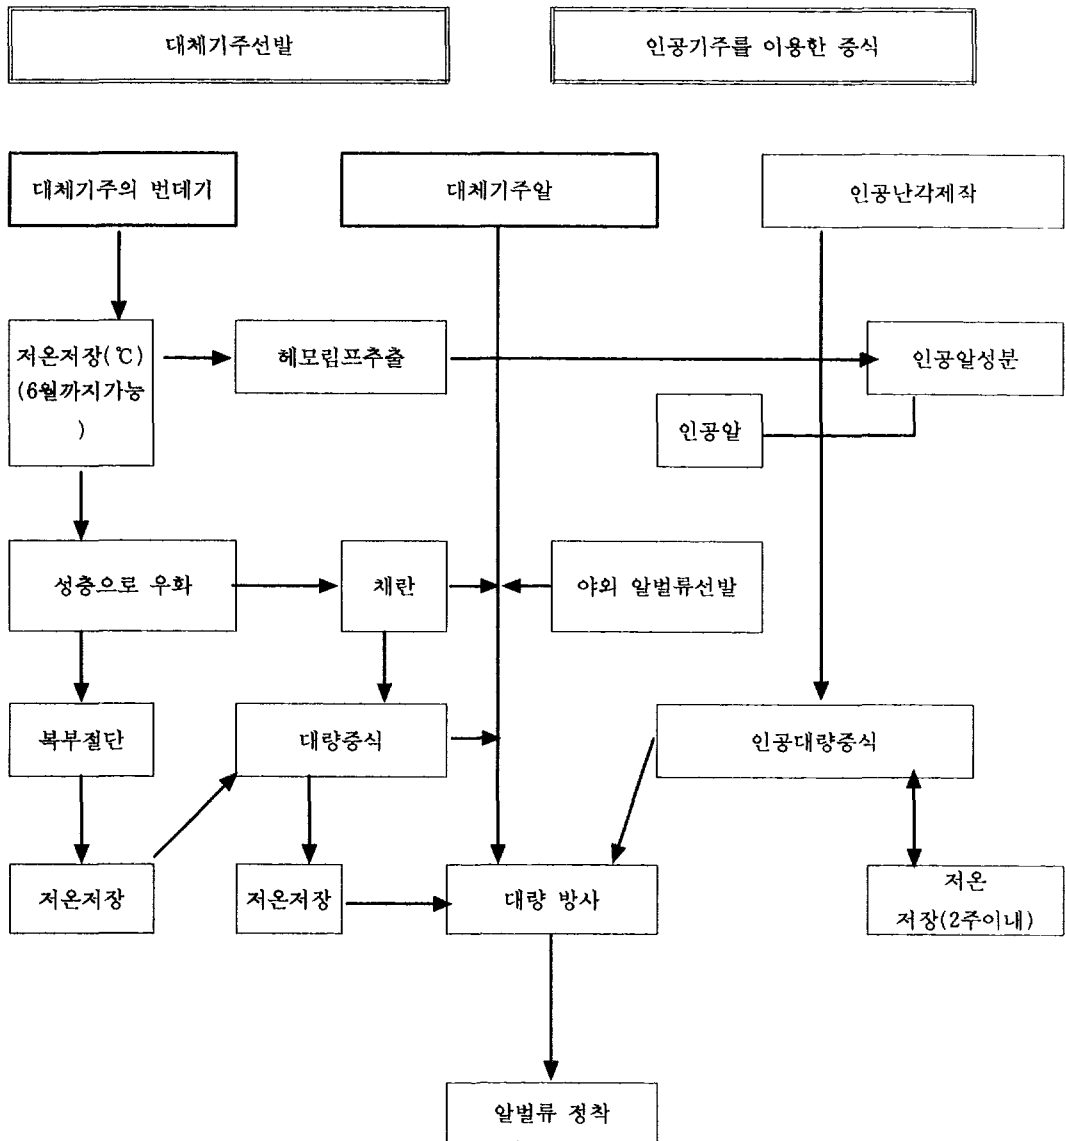 대체기주선발
인공기주를 이용한 증식
대체기주의 번데기
대체기주알
인공난각제작
저온저장(℃)
(6월까지가능
)
헤모림프추출
인공알성분
인공알
성충으로 우화
채란
야외 알벌류선발
복부절단
대량증식
인공대량증식
저온저장
저온저장
대량 방사
저온
저장(2주이내)
알벌류 정착